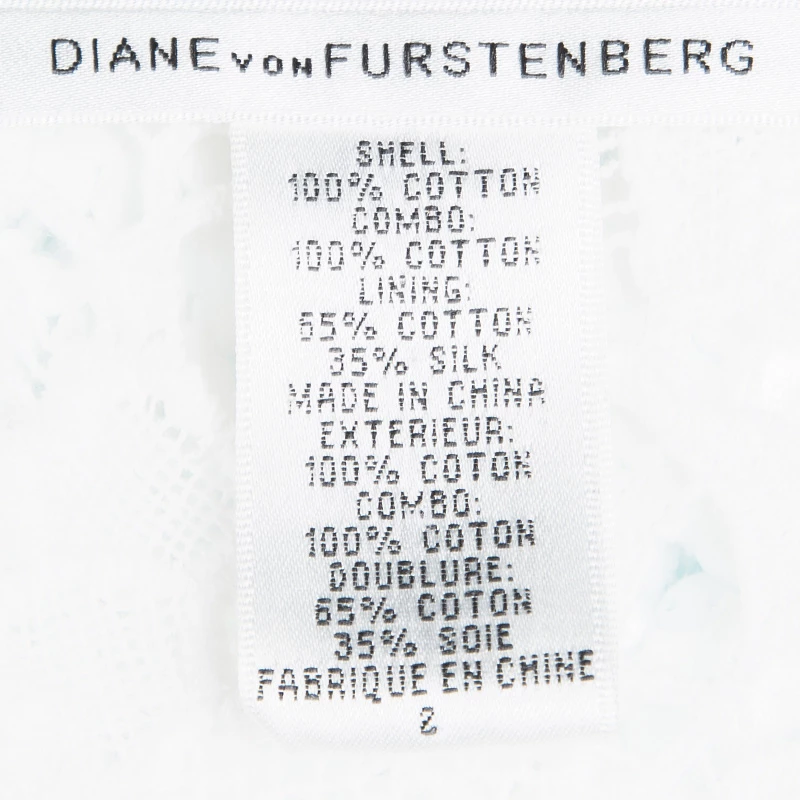 DIANE VON FURSTENBERG
SHELL:
100% COTTON
COMBO:
100% COTTON
LINING:
65% COTTON
35% SILK
MADE IN CHINA
EXTERIEUR:
100% COTON
COMBO:
100% COTON
DOUBLURE:
65% COTON
35% SOIE
FABRIQUE EN CHINE
2